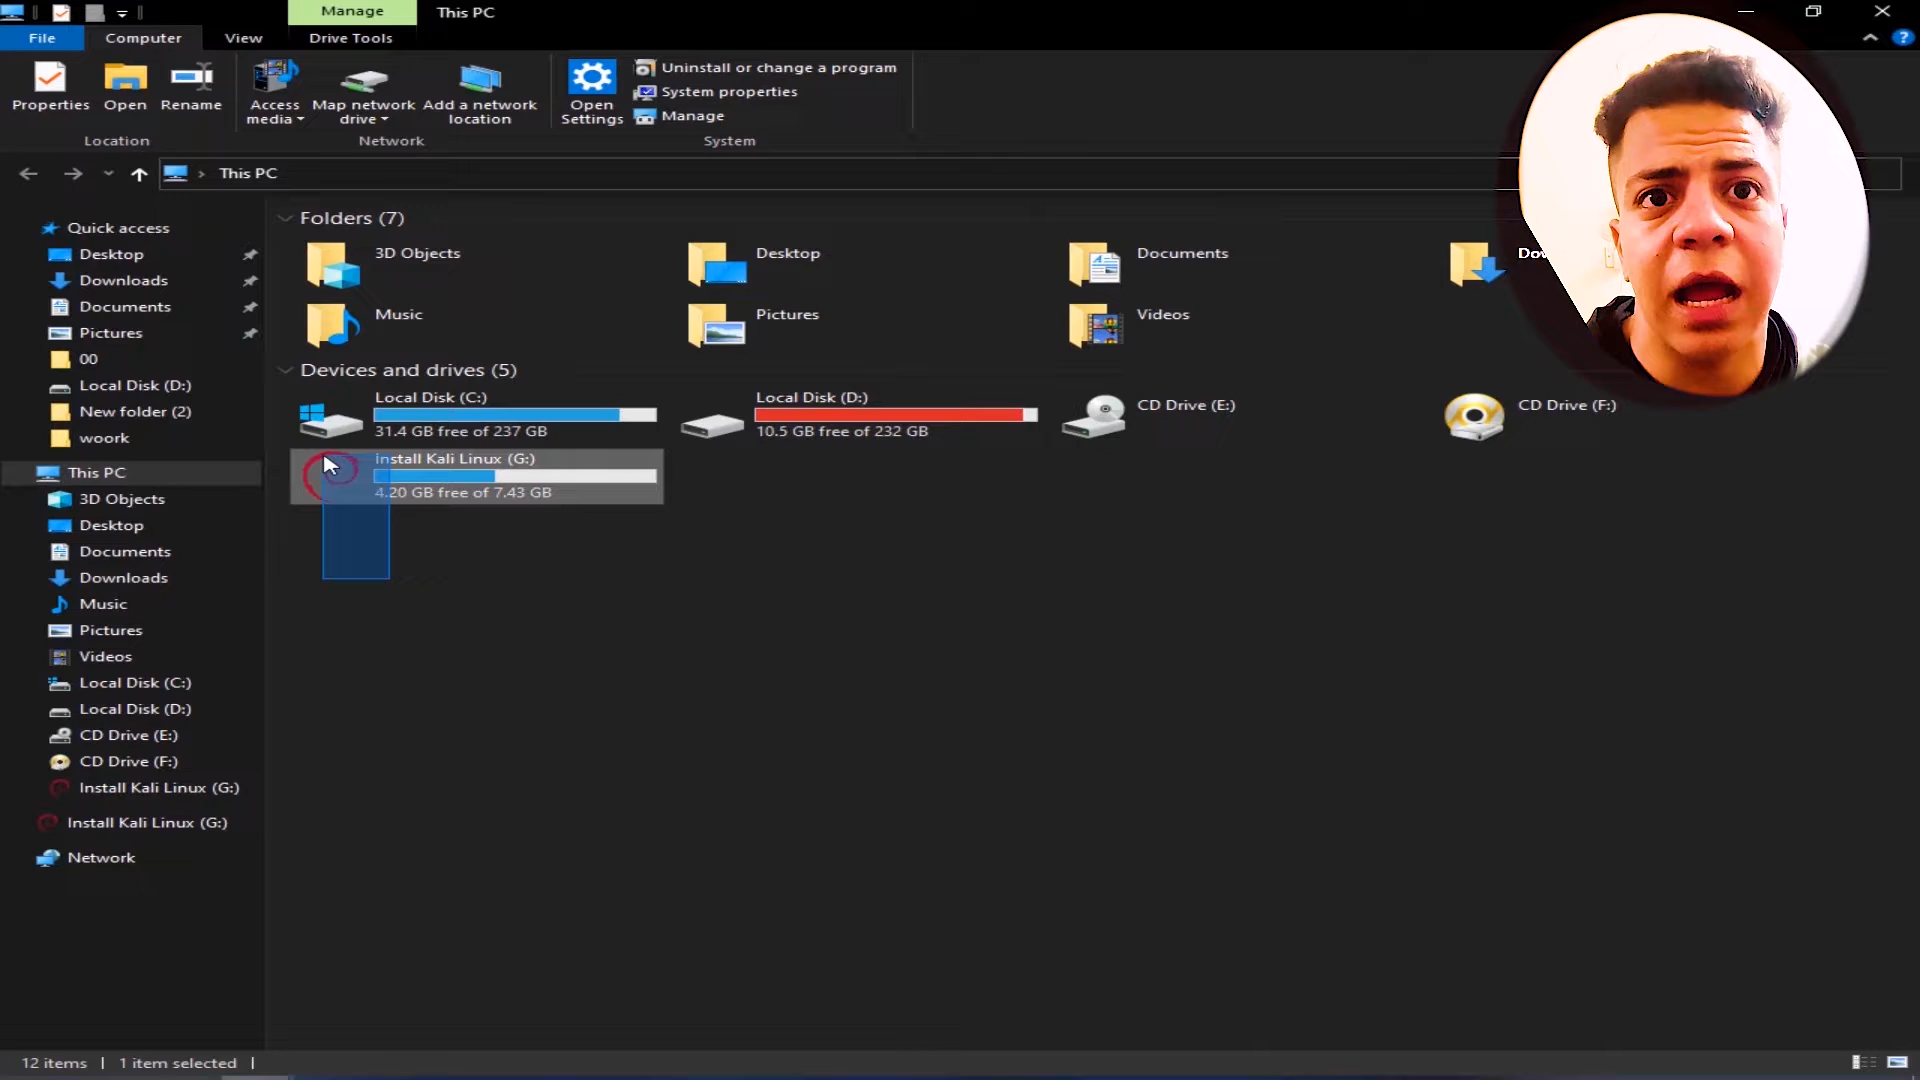 Manage
This PC
File
Computer
View
Drive Tools
Properties
Open
Rename
Access media
Map network drive
Add a network location
Open Settings
Uninstall or change a program
System properties
Manage
Location
Network
System
This PC
Quick access
Desktop
Downloads
Documents
Pictures
00
Local Disk (D:)
New folder (2)
woork
This PC
3D Objects
Desktop
Documents
Downloads
Music
Pictures
Videos
Local Disk (C:)
Local Disk (D:)
CD Drive (E:)
CD Drive (F:)
Install Kali Linux (G:)
Install Kali Linux (G:)
Network
Folders (7)
3D Objects
Desktop
Documents
Music
Pictures
Videos
Devices and drives (5)
Local Disk (C:)
31.4 GB free of 237 GB
Local Disk (D:)
10.5 GB free of 232 GB
CD Drive (E:)
CD Drive (F:)
Install Kali Linux (G:)
4.20 GB free of 7.43 GB
12 items
1 item selected